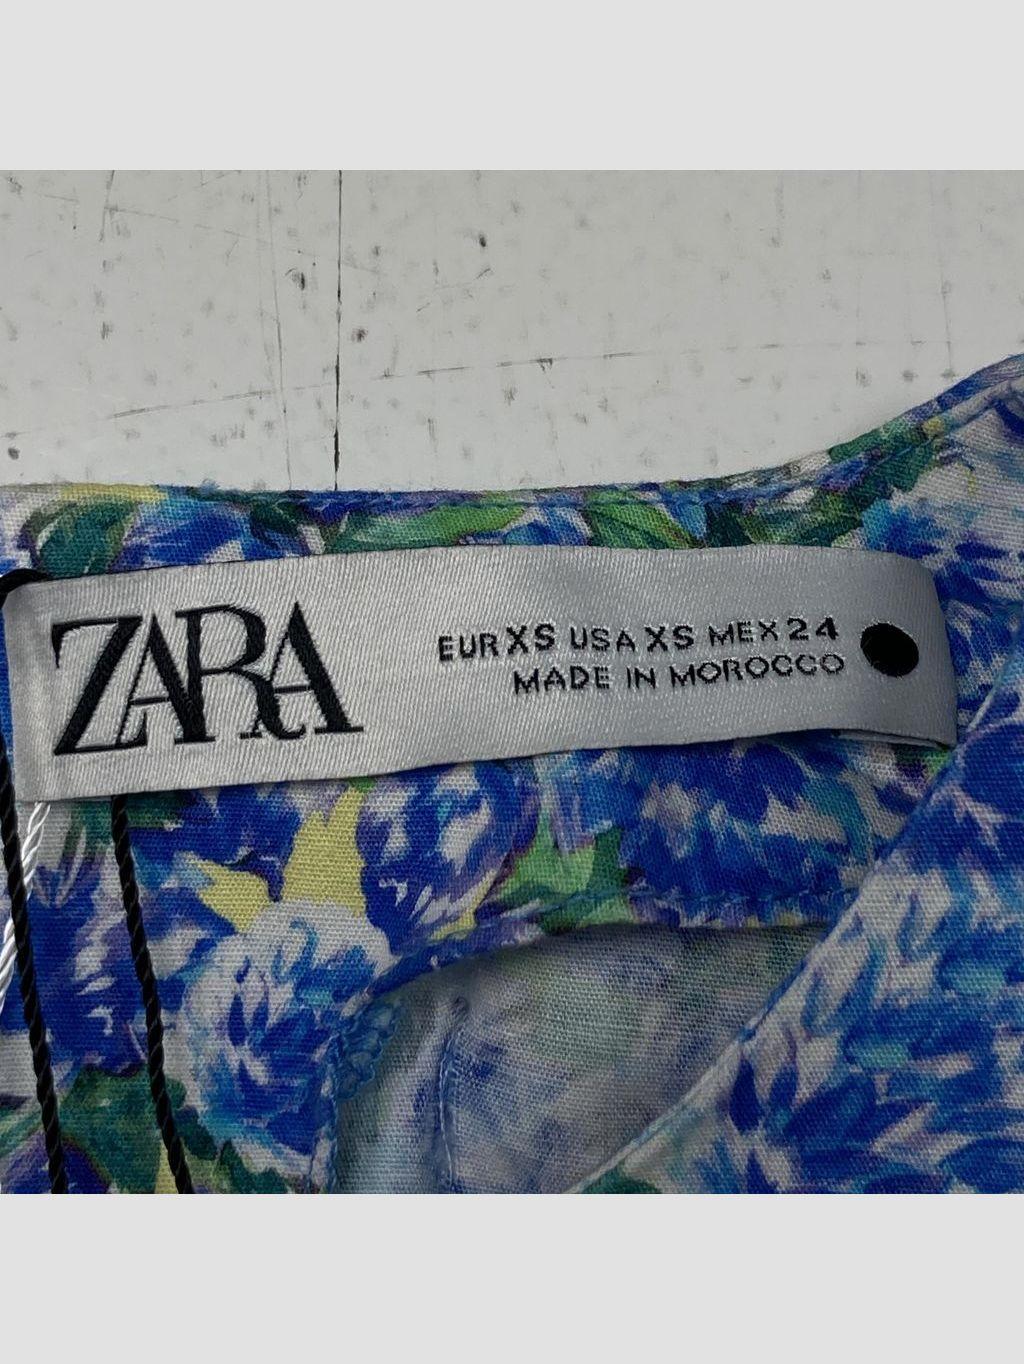 ZARA
EUR XS USA XS MEX 24
MADE IN MOROCCO